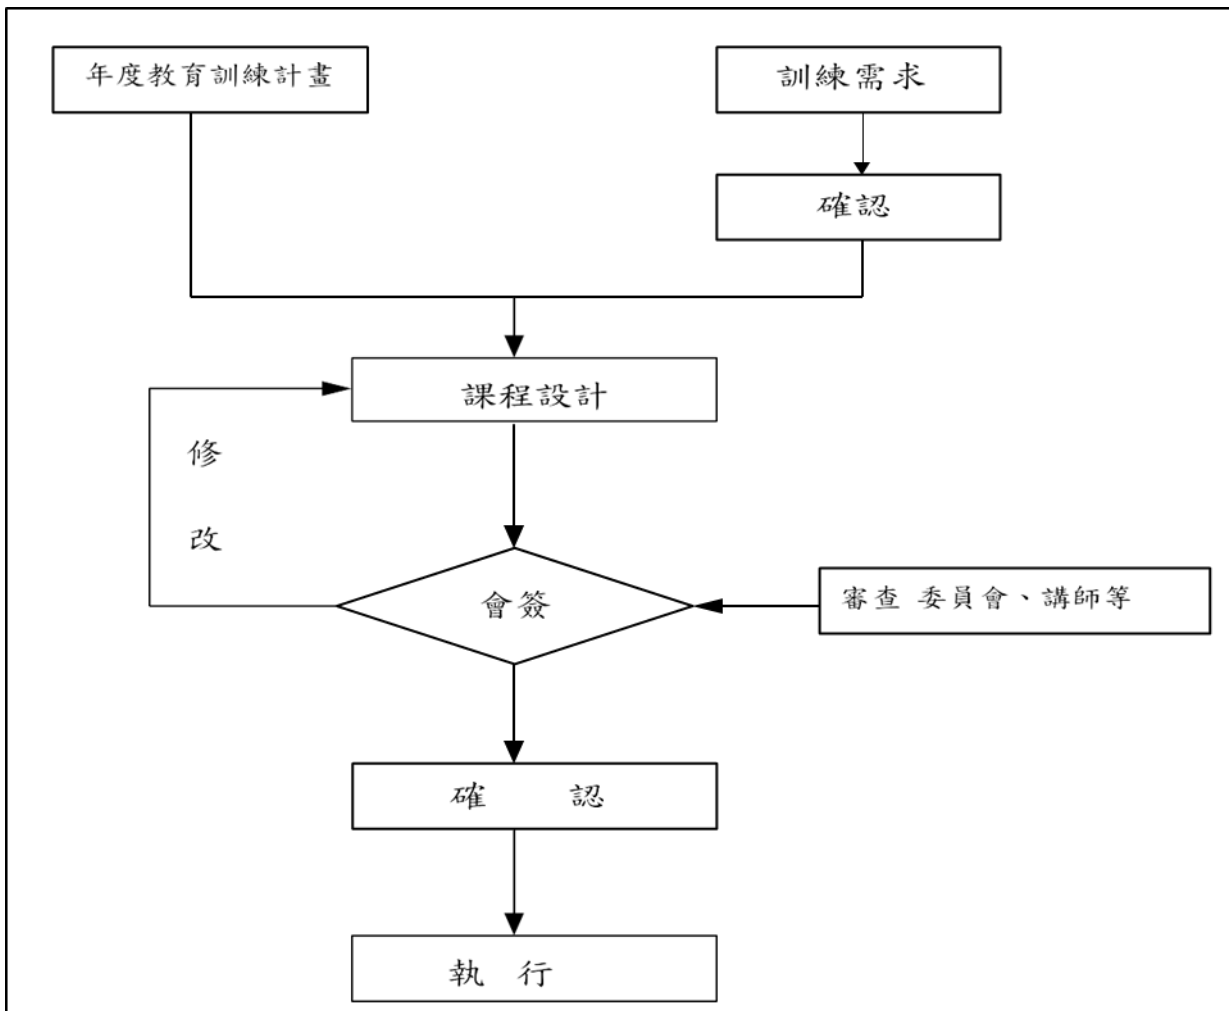 年度教育訓練計畫
訓練需求
確認
課程設計
修
改
會簽
審查 委員會、講師等
確 認
執 行